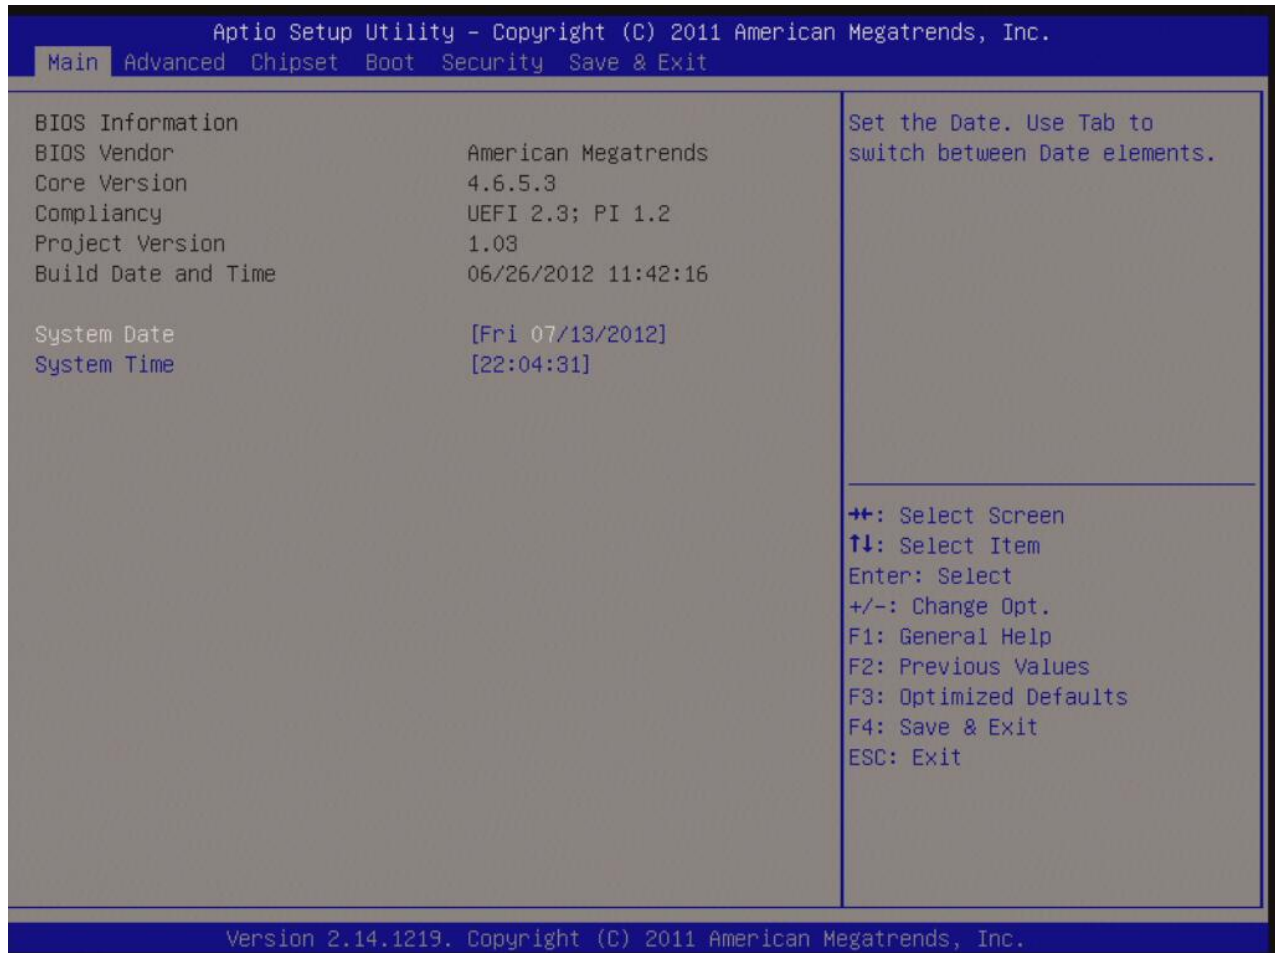 Aptio Setup Utility – Copyright (C) 2011 American Megatrends, Inc.
Main Advanced Chipset Boot Security Save & Exit
BIOS Information
BIOS Vendor American Megatrends
Core Version 4.6.5.3
Compliancy UEFI 2.3; PI 1.2
Project Version 1.03
Build Date and Time 06/26/2012 11:42:16
System Date [Fri 07/13/2012]
System Time [22:04:31]
Set the Date. Use Tab to
switch between Date elements.
→←: Select Screen
↑↓: Select Item
Enter: Select
+/-: Change Opt.
F1: General Help
F2: Previous Values
F3: Optimized Defaults
F4: Save & Exit
ESC: Exit
Version 2.14.1219. Copyright (C) 2011 American Megatrends, Inc.